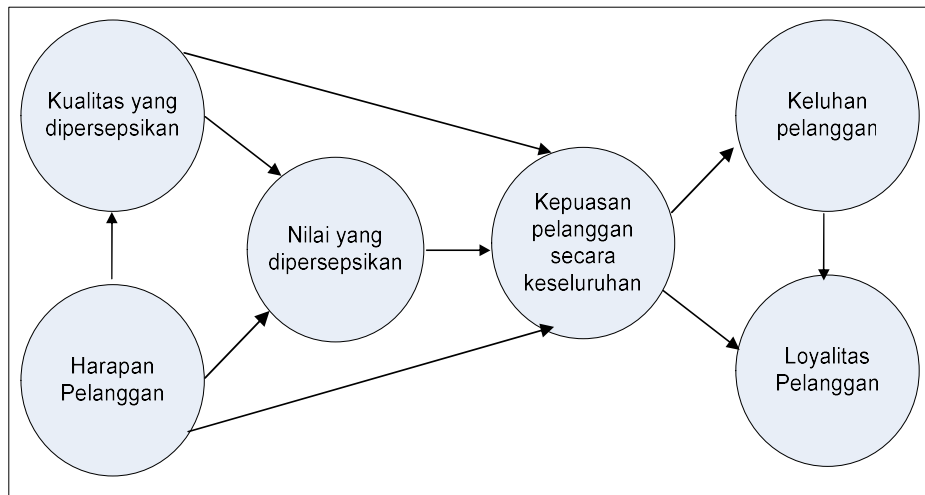 Kualitas yang
dipersepsikan
Harapan
Pelanggan
Nilai yang
dipersepsikan
Kepuasan
pelanggan
secara
keseluruhan
Keluhan
pelanggan
Loyalitas
Pelanggan